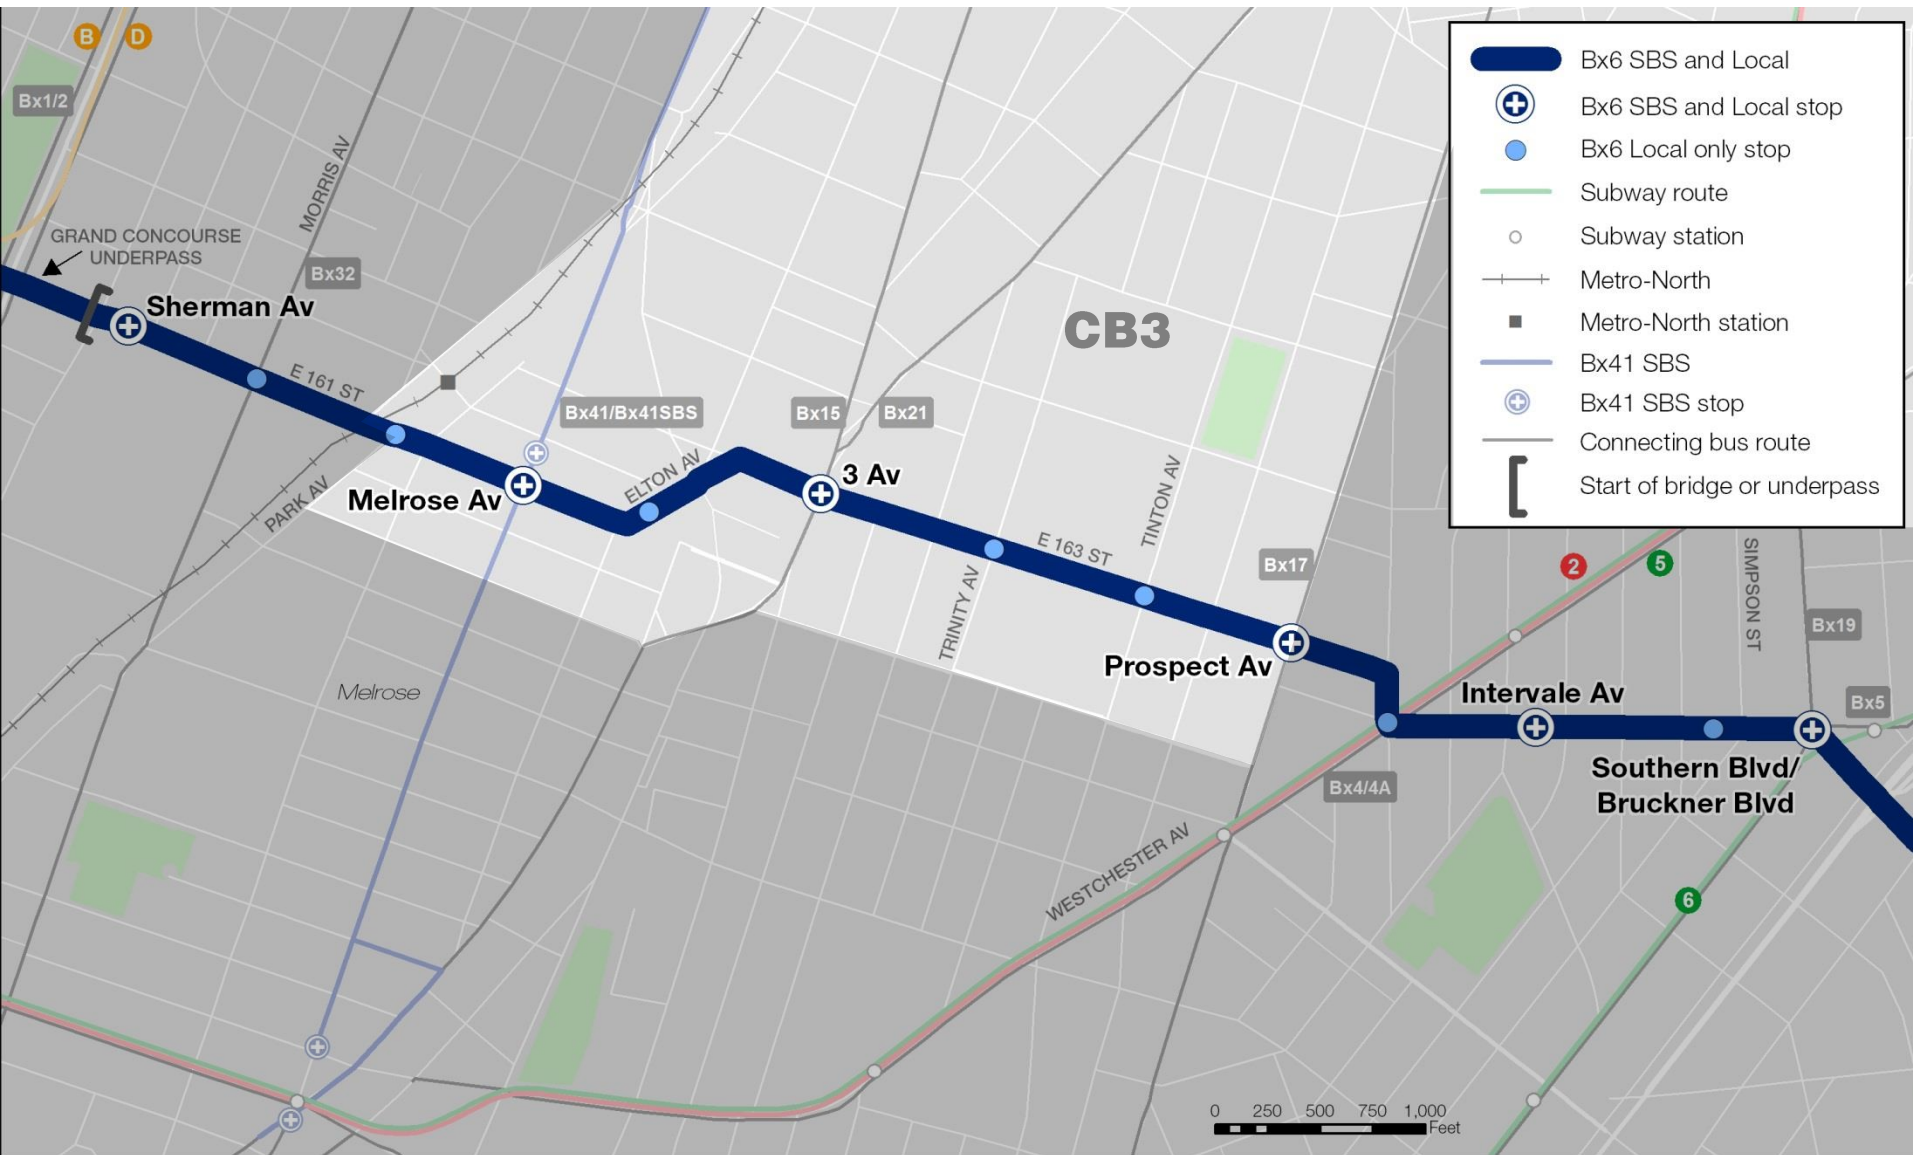 B D
Bx1/2
MORRIS AV
GRAND CONCOURSE
UNDERPASS
Bx32
Sherman Av
E 161 ST
PARK AV
Melrose Av
Bx41/Bx41SBS
ELTON AV
Bx15
Bx21
3 Av
CB3
TRINITY AV
E 163 ST
TINTON AV
Bx17
Prospect Av
Melrose
2
5
SIMPSON ST
Bx19
Intervale Av
Bx5
Southern Blvd/
Bruckner Blvd
Bx4/4A
WESTCHESTER AV
6
Bx6 SBS and Local
Bx6 SBS and Local stop
Bx6 Local only stop
Subway route
Subway station
Metro-North
Metro-North station
Bx41 SBS
Bx41 SBS stop
Connecting bus route
Start of bridge or underpass
0 250 500 750 1,000
Feet